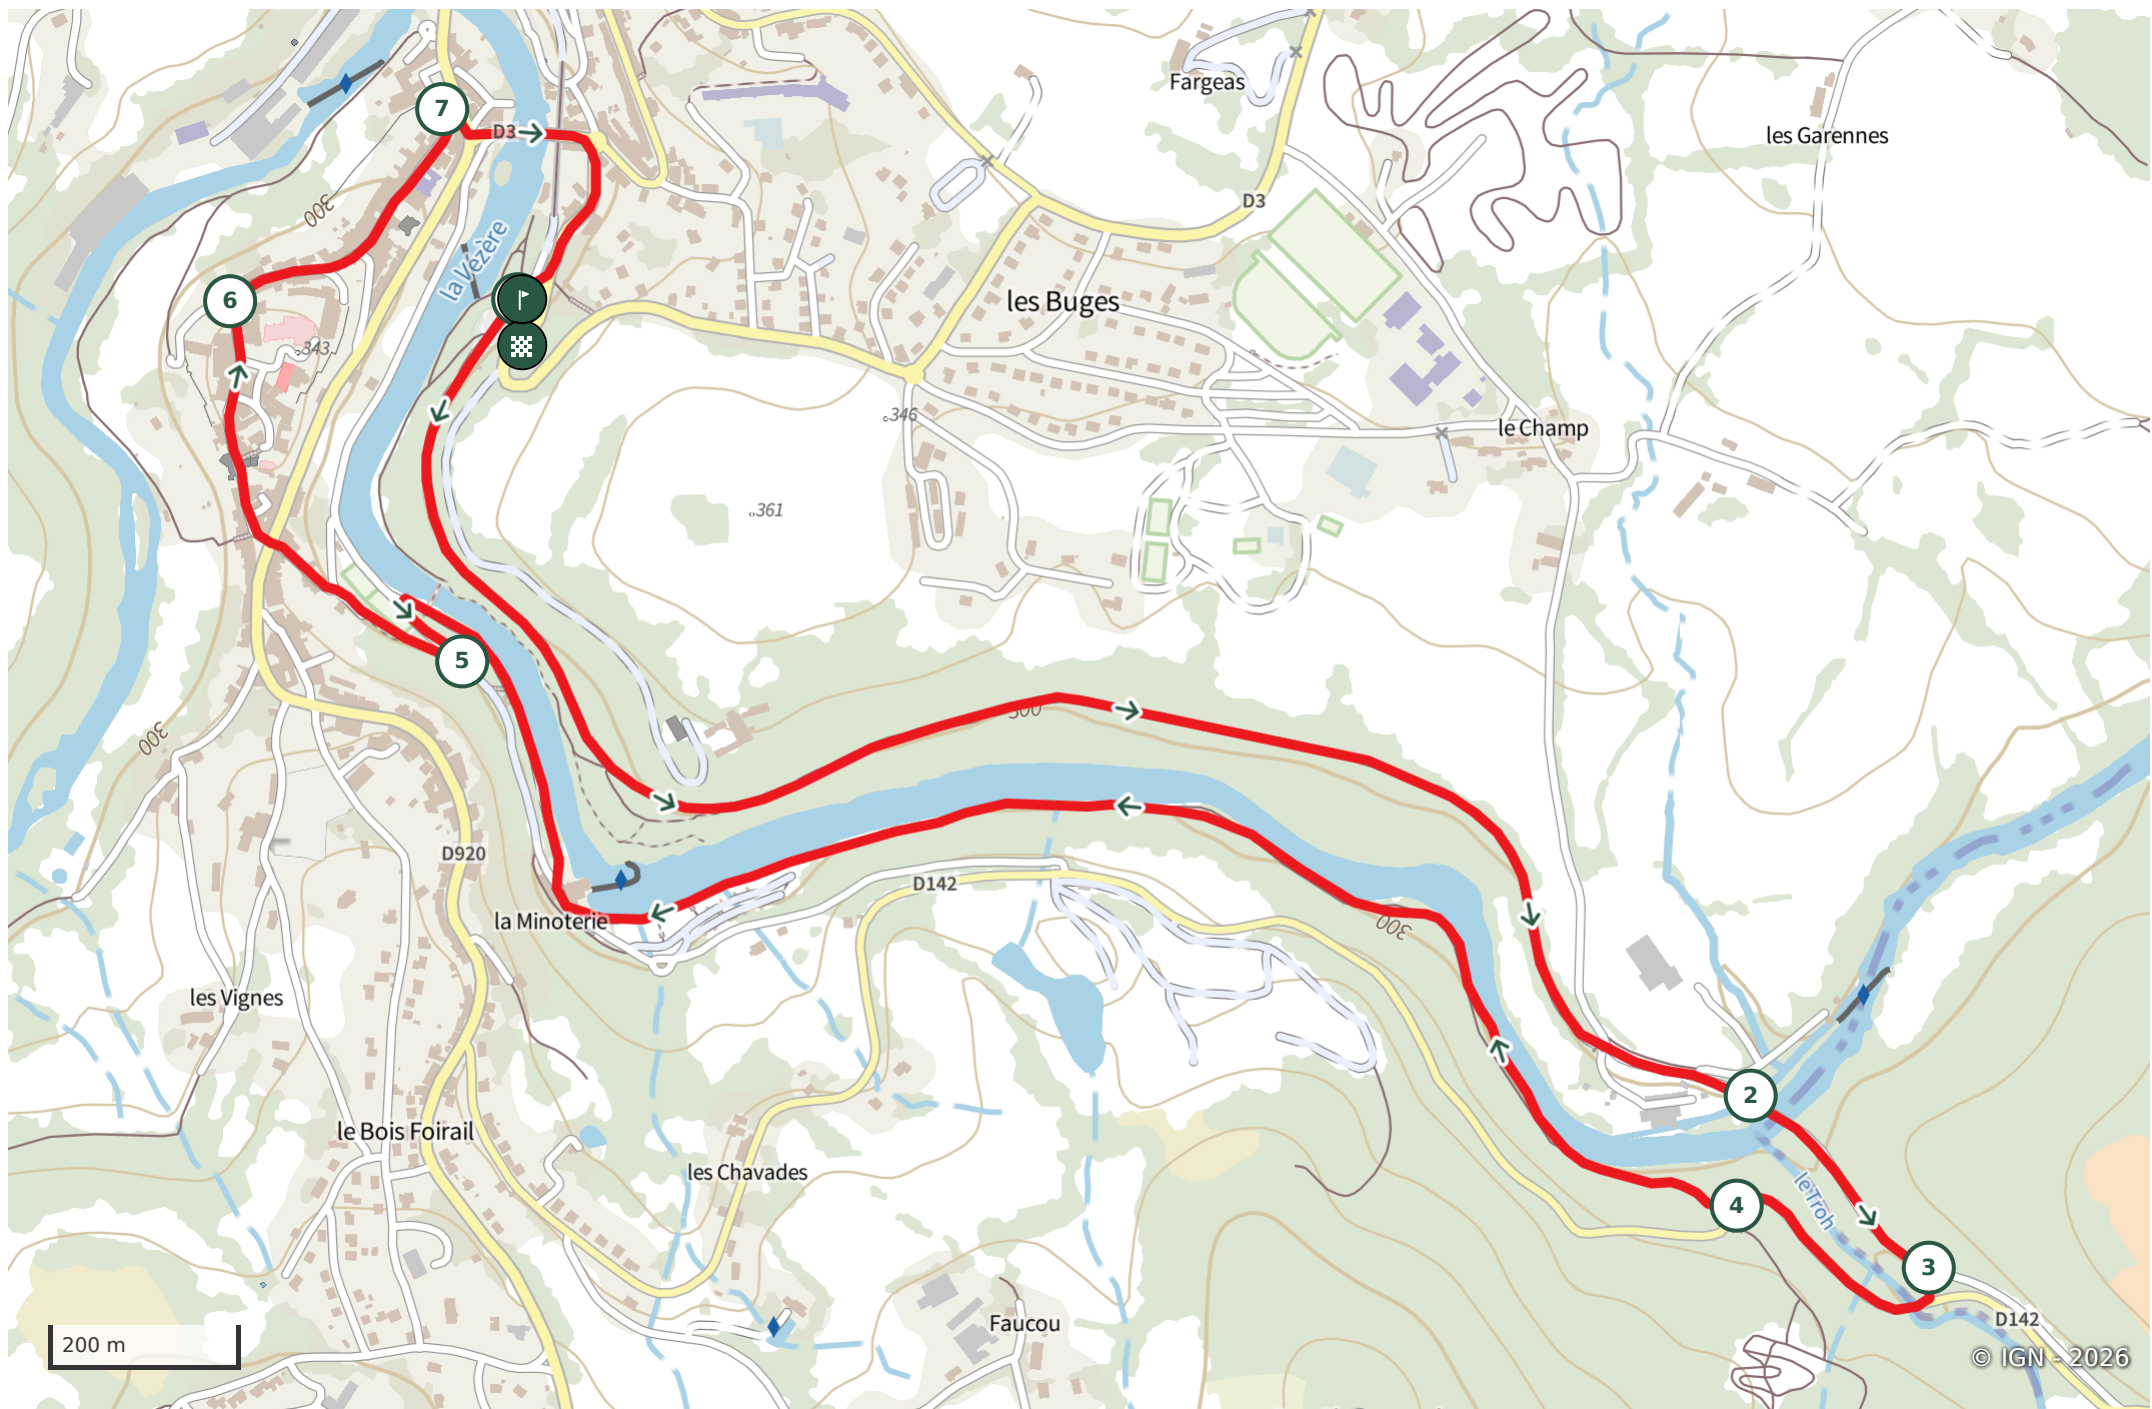 Fargeas
les Garennes
7
D3
D3
300
la Vézère
6
les Buges
343
346
le Champ
361
5
300
300
D920
D142
la Minoterie
300
les Vignes
2
le Bois Foirail
les Chavades
le Troh
4
3
Faucou
D142
200 m
© IGN - 2026